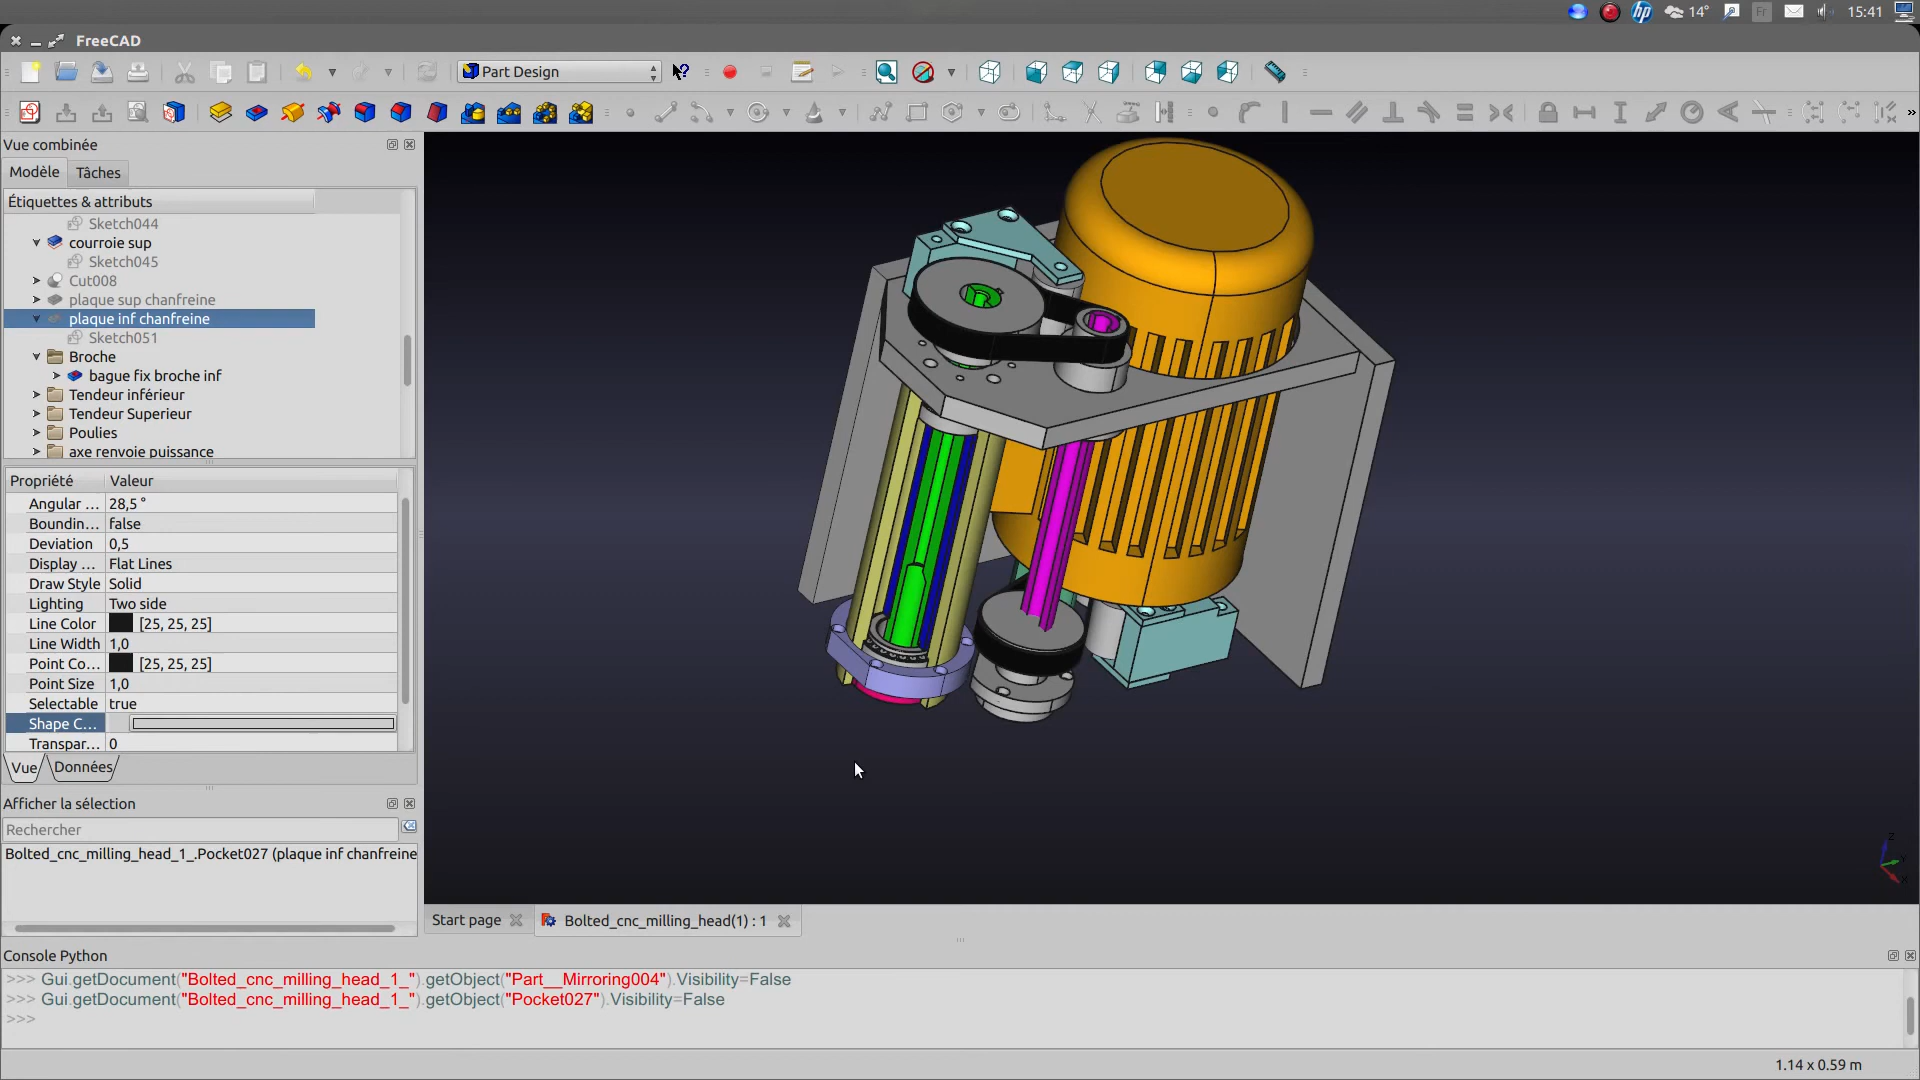 hp
14°
Fr
15:41
FreeCAD
Part Design
Vue combinée
Modèle
Tâches
Étiquettes & attributs
Sketch044
courroie sup
Sketch045
Cut008
plaque sup chanfreine
plaque inf chanfreine
Sketch051
Broche
bague fix broche inf
Tendeur inférieur
Tendeur Superieur
Poulies
axe renvoie puissance
Propriété Valeur
Angular ... 28,5 °
Boundin... false
Deviation 0,5
Display ... Flat Lines
Draw Style Solid
Lighting Two side
Line Color [25, 25, 25]
Line Width 1,0
Point Co... [25, 25, 25]
Point Size 1,0
Selectable true
Shape C...
Transpar... 0
Vue
Données
Afficher la sélection
Rechercher
Bolted_cnc_milling_head_1_.Pocket027 (plaque inf chanfreine
Start page
Bolted_cnc_milling_head(1) : 1
Console Python
>>> Gui.getDocument("Bolted_cnc_milling_head_1_").getObject("Part__Mirroring004").Visibility=False
>>> Gui.getDocument("Bolted_cnc_milling_head_1_").getObject("Pocket027").Visibility=False
>>>
1.14 x 0.59 m